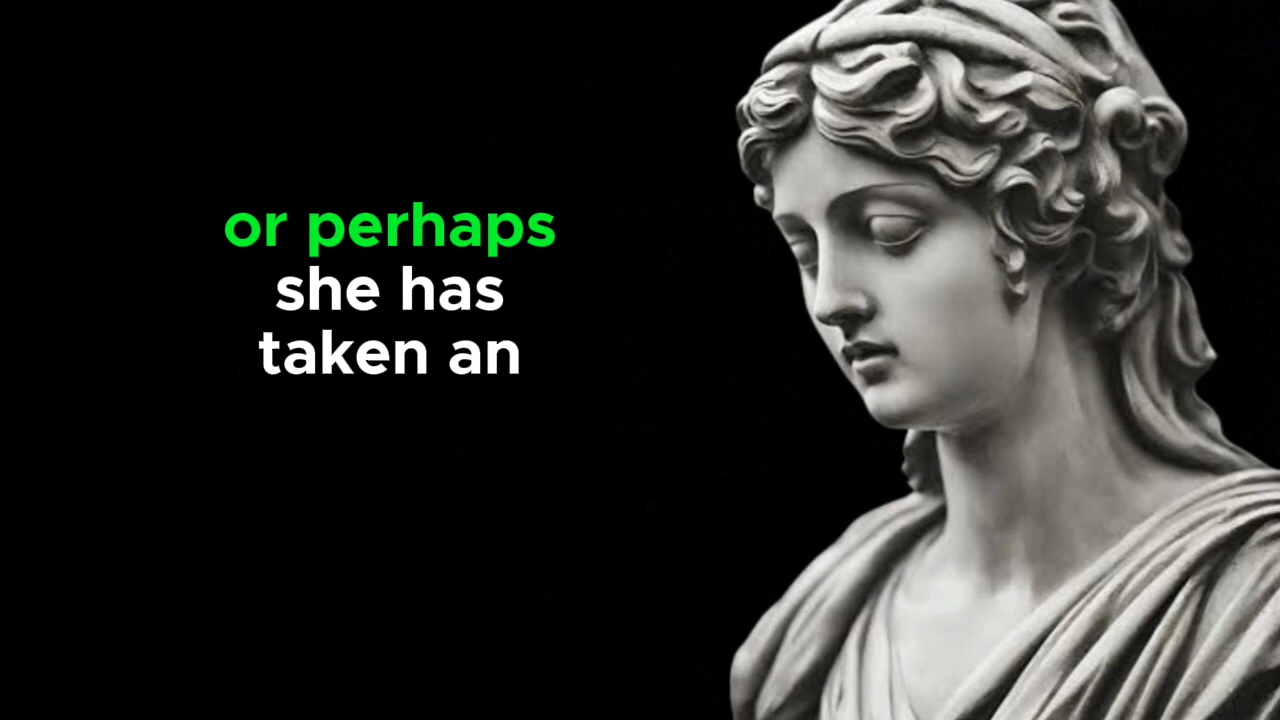 or perhaps
she has
taken an